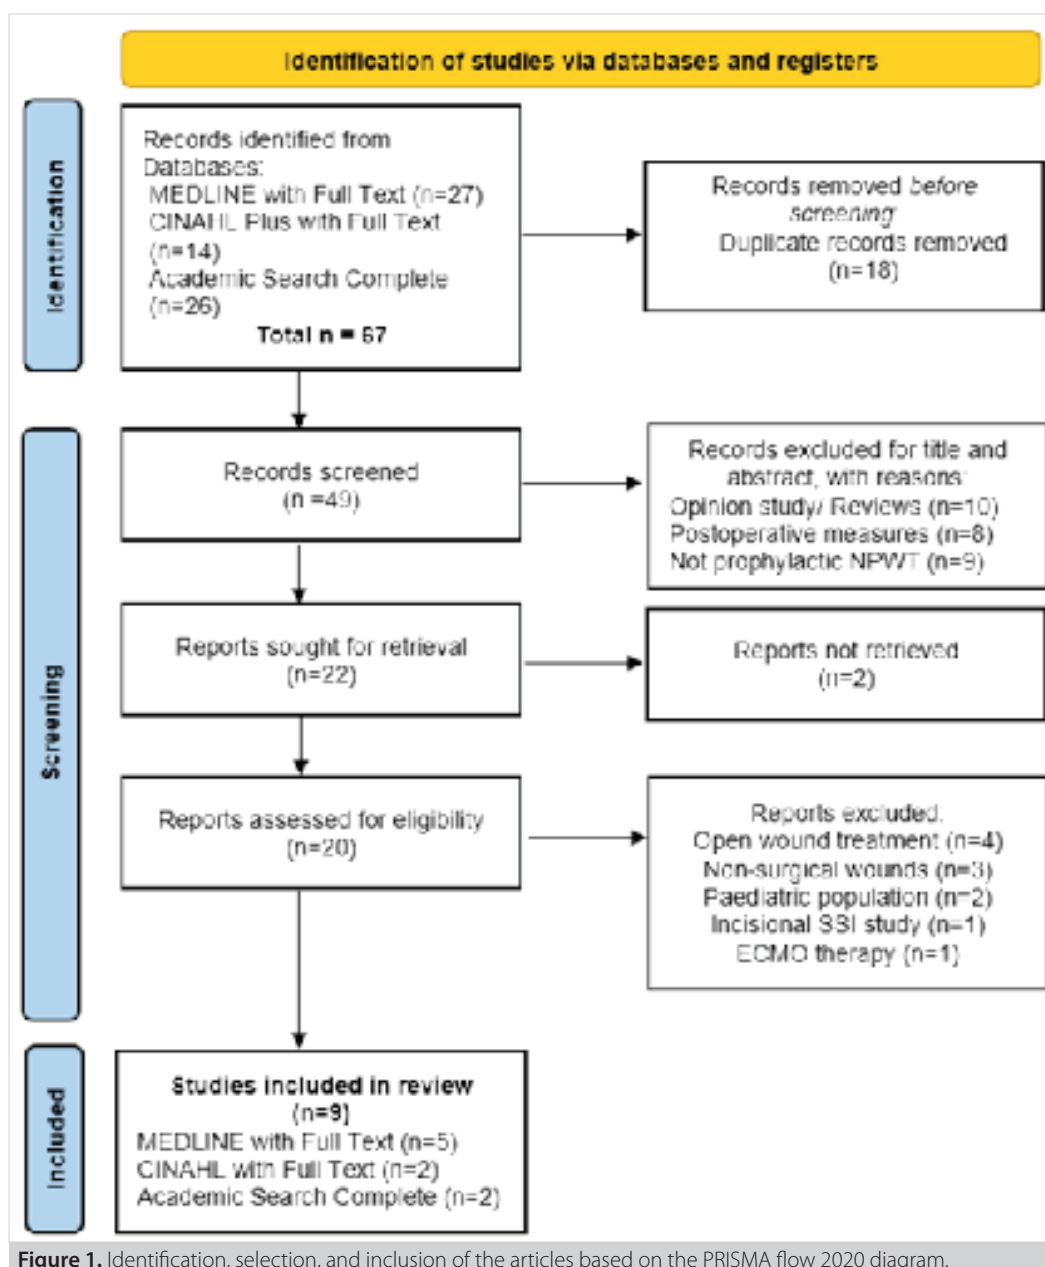 Identification of studies via databases and registers
Identification
Records identified from
Databases:
MEDLINE with Full Text (n=27)
CINAHL Plus with Full Text
(n=14)
Academic Search Complete
(n=26)
Total n = 67
Records removed before
screening:
Duplicate records removed
(n=18)
Screening
Records screened
(n =49)
Records excluded for title and
abstract, with reasons:
Opinion study/ Reviews (n=10)
Postoperative measures (n=8)
Not prophylactic NPWT (n=9)
Reports sought for retrieval
(n=22)
Reports not retrieved
(n=2)
Reports assessed for eligibility
(n=20)
Reports excluded:
Open wound treatment (n=4)
Non-surgical wounds (n=3)
Paediatric population (n=2)
Incisional SSI study (n=1)
ECMO therapy (n=1)
Included
Studies included in review
(n=9)
MEDLINE with Full Text (n=5)
CINAHL with Full Text (n=2)
Academic Search Complete (n=2)
Figure 1. Identification, selection, and inclusion of the articles based on the PRISMA flow 2020 diagram.